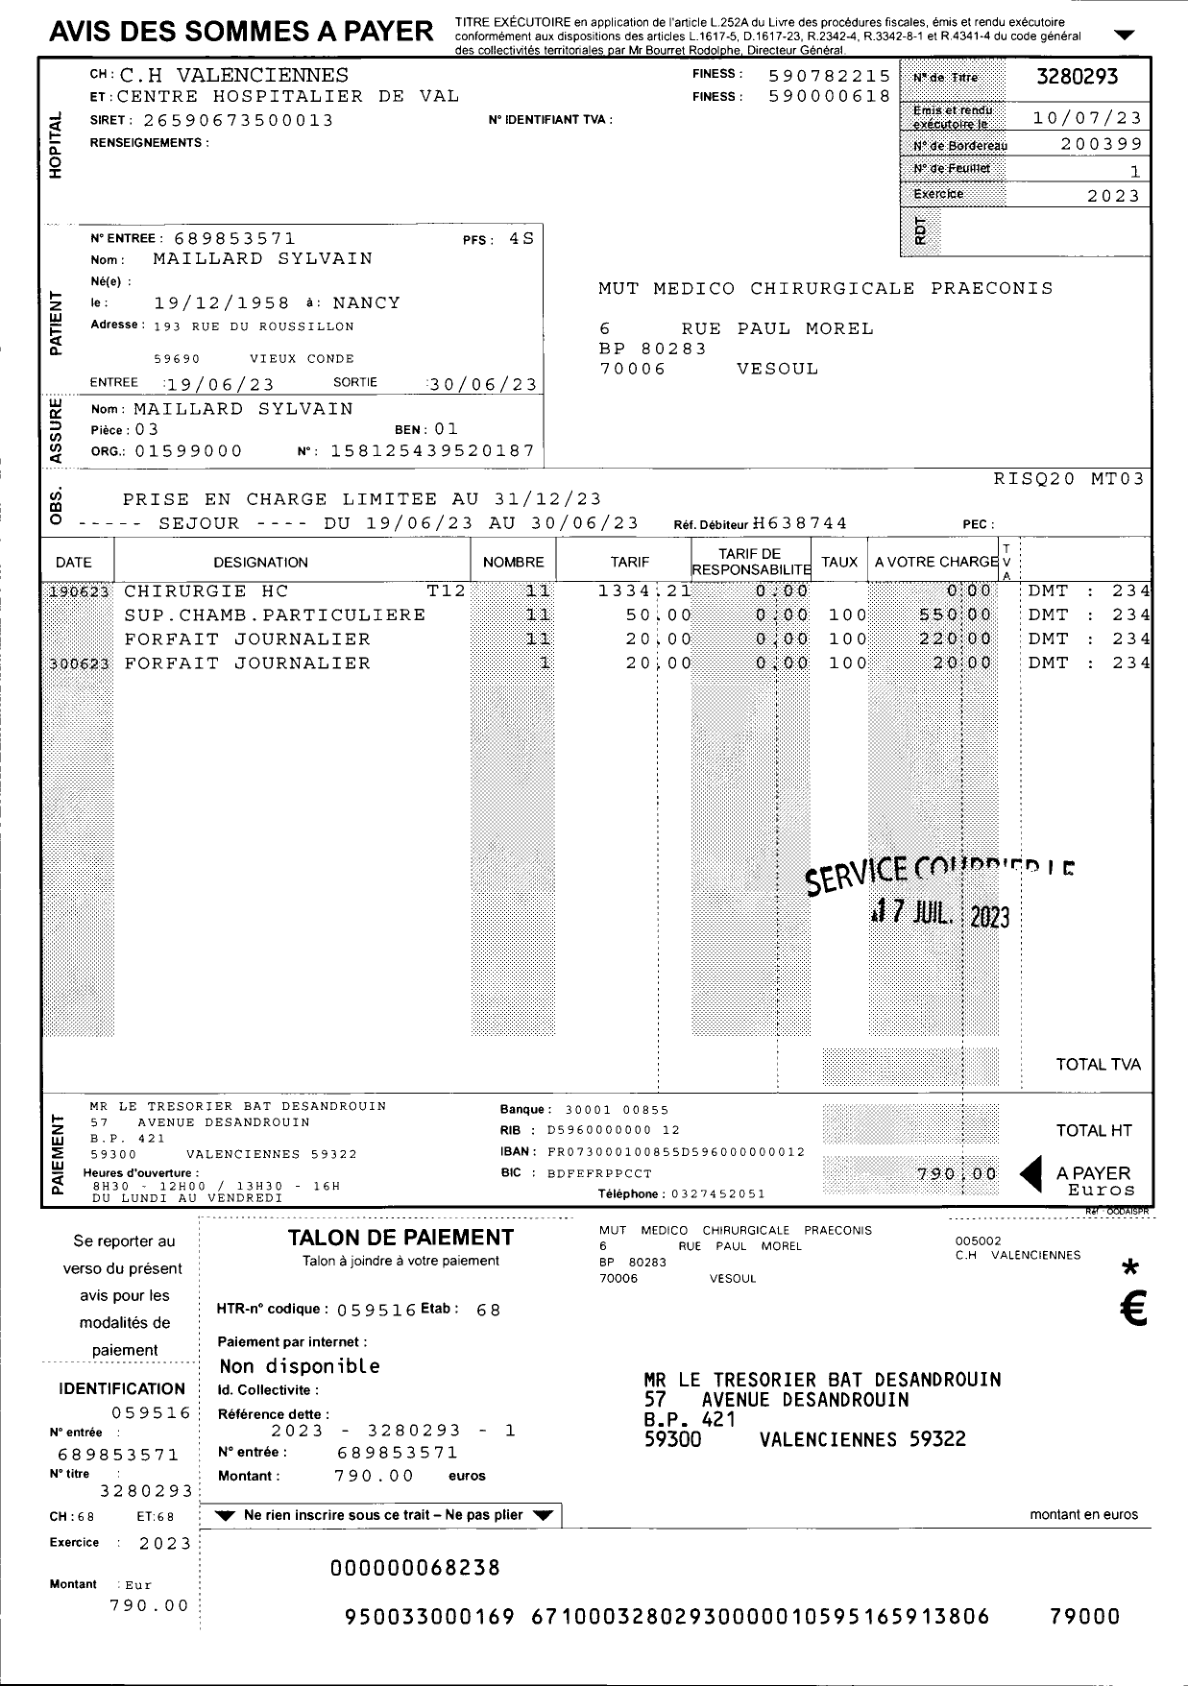 AVIS DES SOMMES A PAYER
TITRE EXÉCUTOIRE en application de l'article L.252A du Livre des procédures fiscales, émis et rendu exécutoire
conformément aux dispositions des articles L.1617-5, D.1617-23, R.2342-4, R.3342-8-1 et R.4341-4 du code général
des collectivités territoriales par Mr Bourret Rodolphe, Directeur Général.
HOPITAL
CH : C.H VALENCIENNES FINESS : 590782215
ET : CENTRE HOSPITALIER DE VAL FINESS : 590000618
SIRET : 26590673500013 N° IDENTIFIANT TVA :
RENSEIGNEMENTS :
N° de Titre 3280293
Emis et rendu
exécutoire le 10/07/23
N° de Bordereau 200399
N° de Feuillet 1
Exercice 2023
RDT
PATIENT
N° ENTREE : 689853571 PFS : 4S
Nom : MAILLARD SYLVAIN
Né(e) :
le : 19/12/1958 à : NANCY
Adresse : 193 RUE DU ROUSSILLON
59690 VIEUX CONDE
ENTREE : 19/06/23 SORTIE : 30/06/23
MUT MEDICO CHIRURGICALE PRAECONIS
6 RUE PAUL MOREL
BP 80283
70006 VESOUL
ASSURE
Nom : MAILLARD SYLVAIN
Pièce : 03 BEN : 01
ORG.: 01599000 N° : 158125439520187
OBS.
RISQ20 MT03
PRISE EN CHARGE LIMITEE AU 31/12/23
----- SEJOUR ---- DU 19/06/23 AU 30/06/23 Réf. Débiteur H638744 PEC :
DATE DESIGNATION NOMBRE TARIF TARIF DE RESPONSABILITE TAUX A VOTRE CHARGE TVA
190623 CHIRURGIE HC T12 11 1334.21 0.00 0.00 DMT : 234
SUP.CHAMB.PARTICULIERE 11 50.00 0.00 100 550.00 DMT : 234
FORFAIT JOURNALIER 11 20.00 0.00 100 220.00 DMT : 234
300623 FORFAIT JOURNALIER 1 20.00 0.00 100 20.00 DMT : 234
SERVICE COURRIER LE
17 JUIL. 2023
TOTAL TVA
PAIEMENT
MR LE TRESORIER BAT DESANDROUIN
57 AVENUE DESANDROUIN
B.P. 421
59300 VALENCIENNES 59322
Heures d'ouverture :
8H30 - 12H00 / 13H30 - 16H
DU LUNDI AU VENDREDI
Banque : 30001 00855
RIB : D5960000000 12
IBAN : FR073000100855D596000000012
BIC : BDFEFRPPCCT
Téléphone : 0327452051
TOTAL HT
790.00 A PAYER
Euros
Réf : OODAISPR
Se reporter au
verso du présent
avis pour les
modalités de
paiement
TALON DE PAIEMENT
Talon à joindre à votre paiement
MUT MEDICO CHIRURGICALE PRAECONIS
6 RUE PAUL MOREL
BP 80283
70006 VESOUL
005002
C.H VALENCIENNES
*
€
HTR-n° codique : 059516 Etab : 68
Paiement par internet :
Non disponible
Id. Collectivite :
Référence dette :
2023 - 3280293 - 1
N° entrée : 689853571
Montant : 790.00 euros
MR LE TRESORIER BAT DESANDROUIN
57 AVENUE DESANDROUIN
B.P. 421
59300 VALENCIENNES 59322
IDENTIFICATION
059516
N° entrée :
689853571
N° titre :
3280293
CH : 68 ET:68
Exercice : 2023
Montant : Eur
790.00
Ne rien inscrire sous ce trait – Ne pas plier
montant en euros
000000068238
950033000169 67100032802930000010595165913806 79000